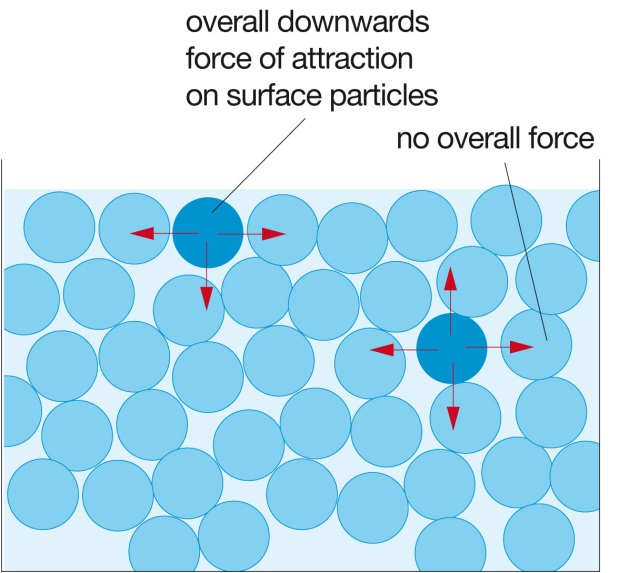 overall downwards
force of attraction
on surface particles
no overall force